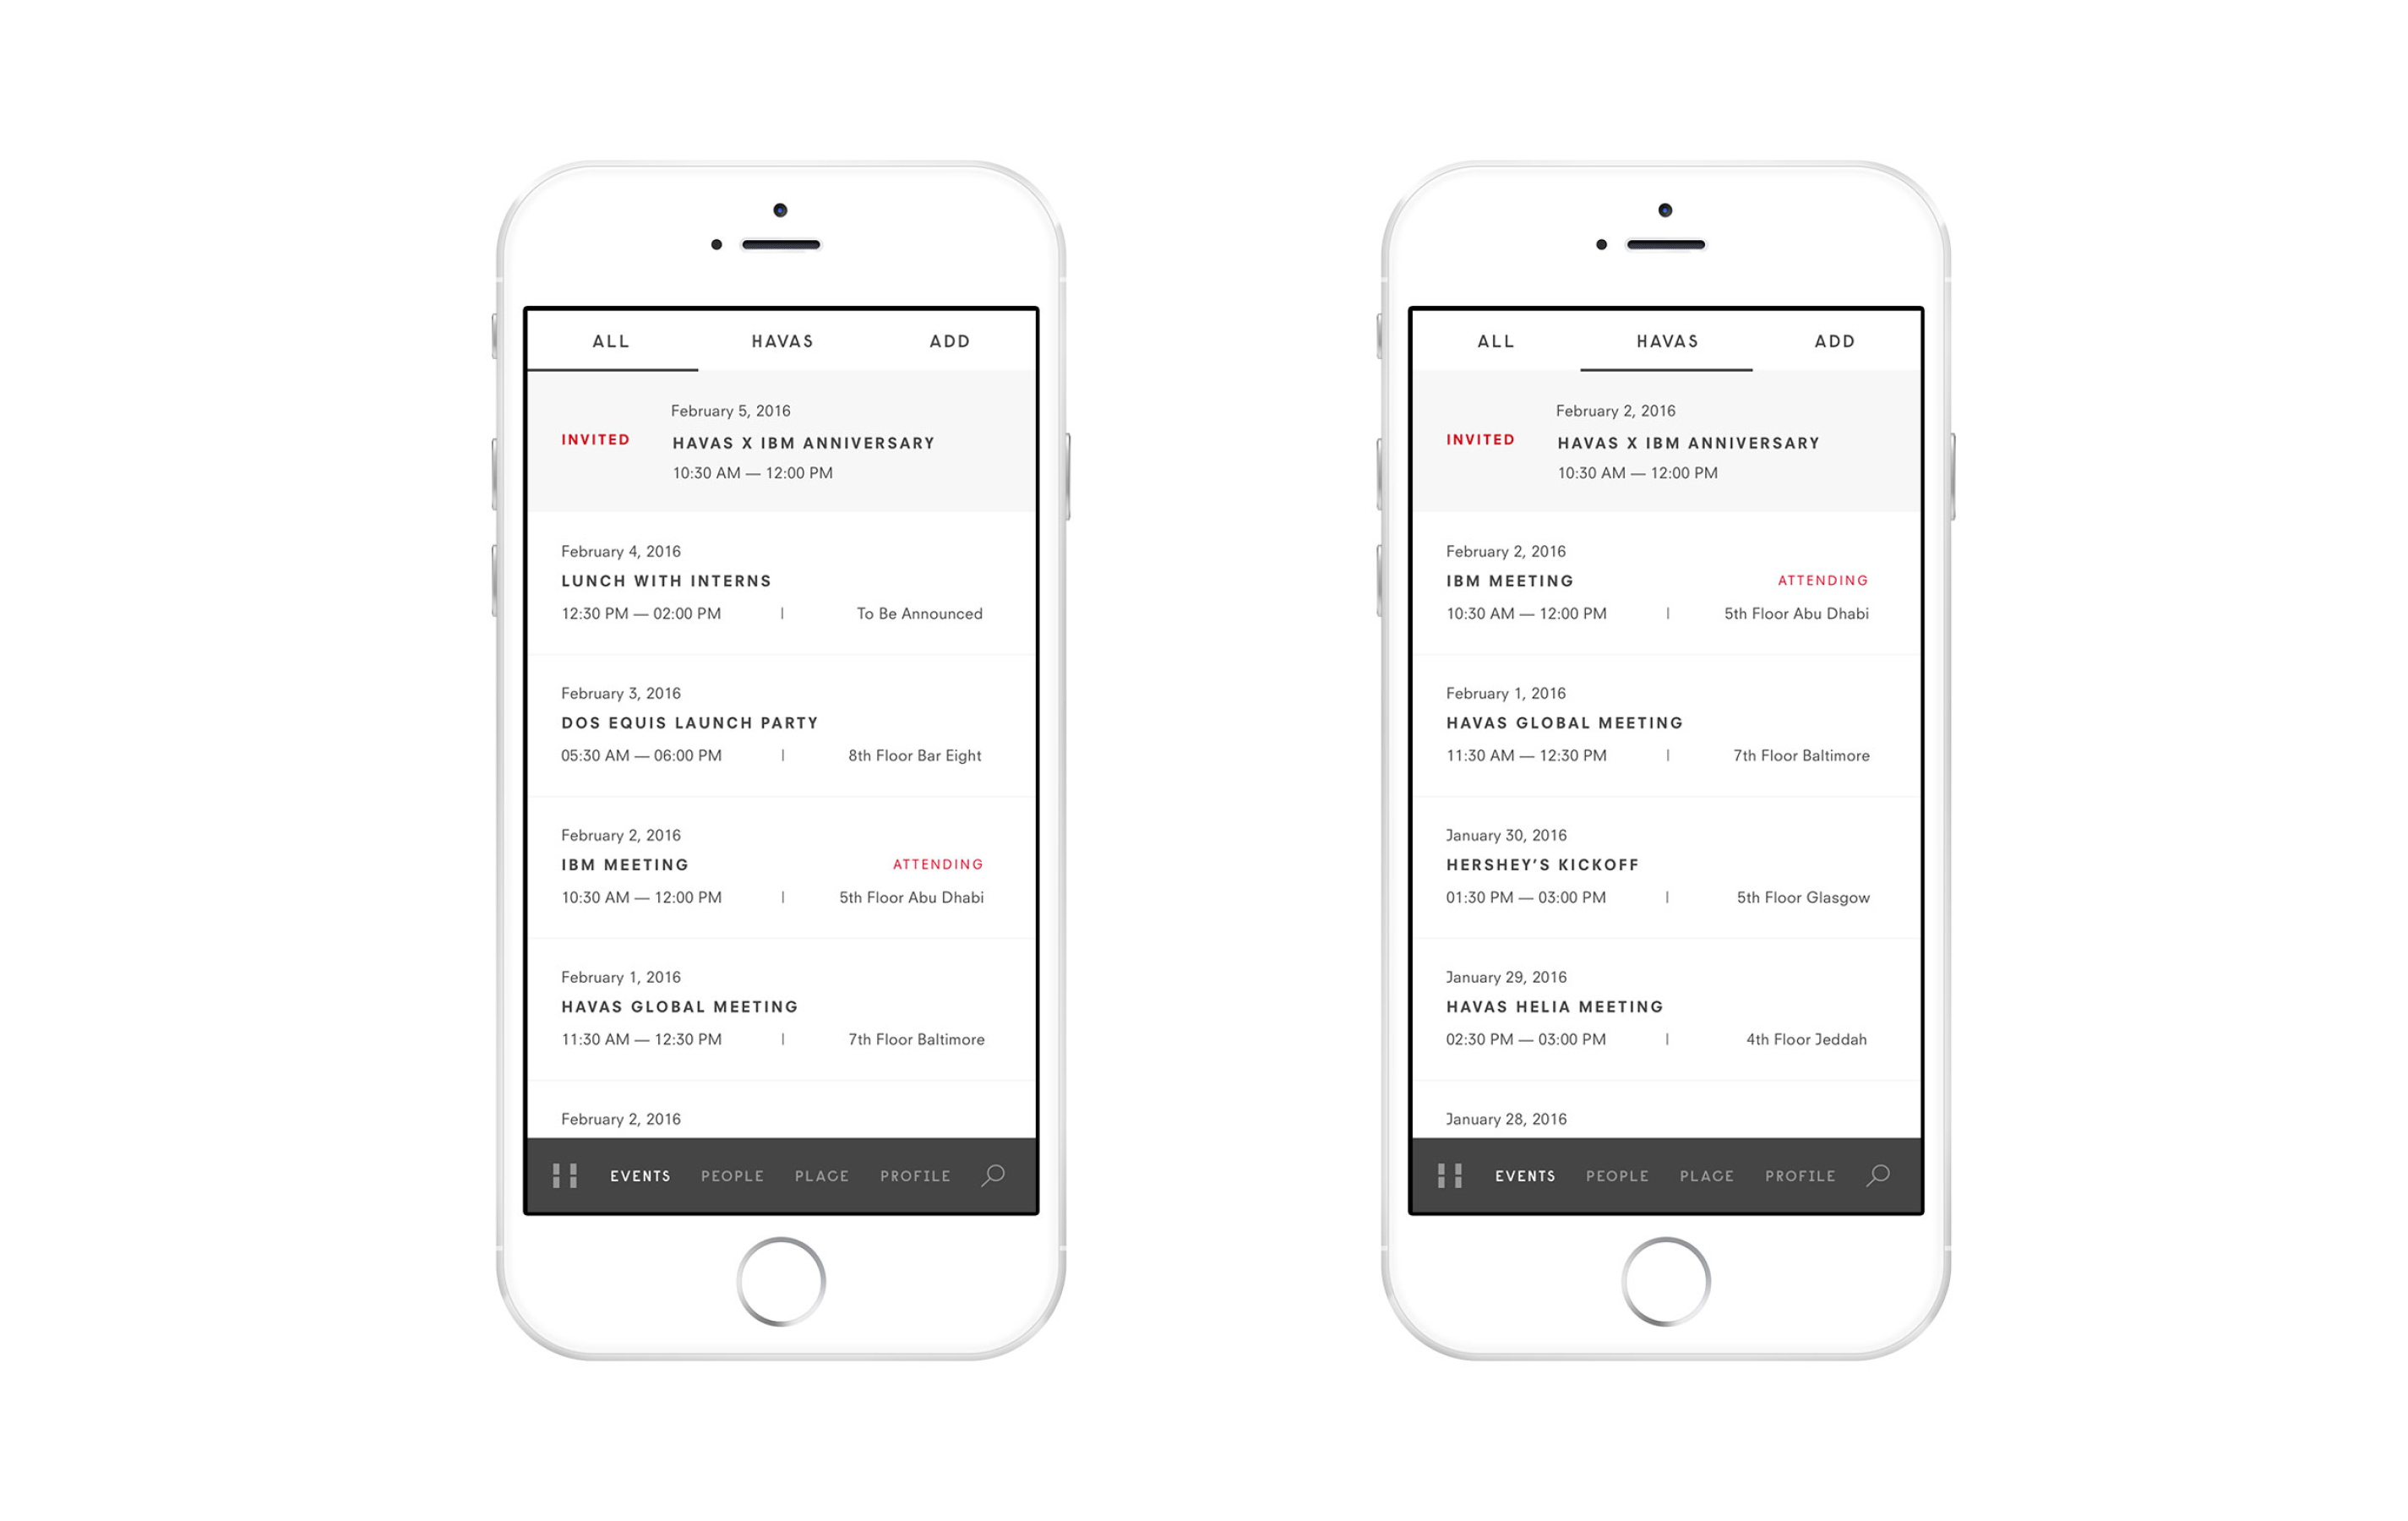 ALL HAVAS ADD
February 5, 2016
INVITED HAVAS X IBM ANNIVERSARY
10:30 AM — 12:00 PM
February 4, 2016
LUNCH WITH INTERNS
12:30 PM — 02:00 PM | To Be Announced
February 3, 2016
DOS EQUIS LAUNCH PARTY
05:30 AM — 06:00 PM | 8th Floor Bar Eight
February 2, 2016
IBM MEETING ATTENDING
10:30 AM — 12:00 PM | 5th Floor Abu Dhabi
February 1, 2016
HAVAS GLOBAL MEETING
11:30 AM — 12:30 PM | 7th Floor Baltimore
February 2, 2016
EVENTS PEOPLE PLACE PROFILE
ALL HAVAS ADD
February 2, 2016
INVITED HAVAS X IBM ANNIVERSARY
10:30 AM — 12:00 PM
February 2, 2016
IBM MEETING ATTENDING
10:30 AM — 12:00 PM | 5th Floor Abu Dhabi
February 1, 2016
HAVAS GLOBAL MEETING
11:30 AM — 12:30 PM | 7th Floor Baltimore
January 30, 2016
HERSHEY’S KICKOFF
01:30 PM — 03:00 PM | 5th Floor Glasgow
January 29, 2016
HAVAS HELIA MEETING
02:30 PM — 03:00 PM | 4th Floor Jeddah
January 28, 2016
EVENTS PEOPLE PLACE PROFILE